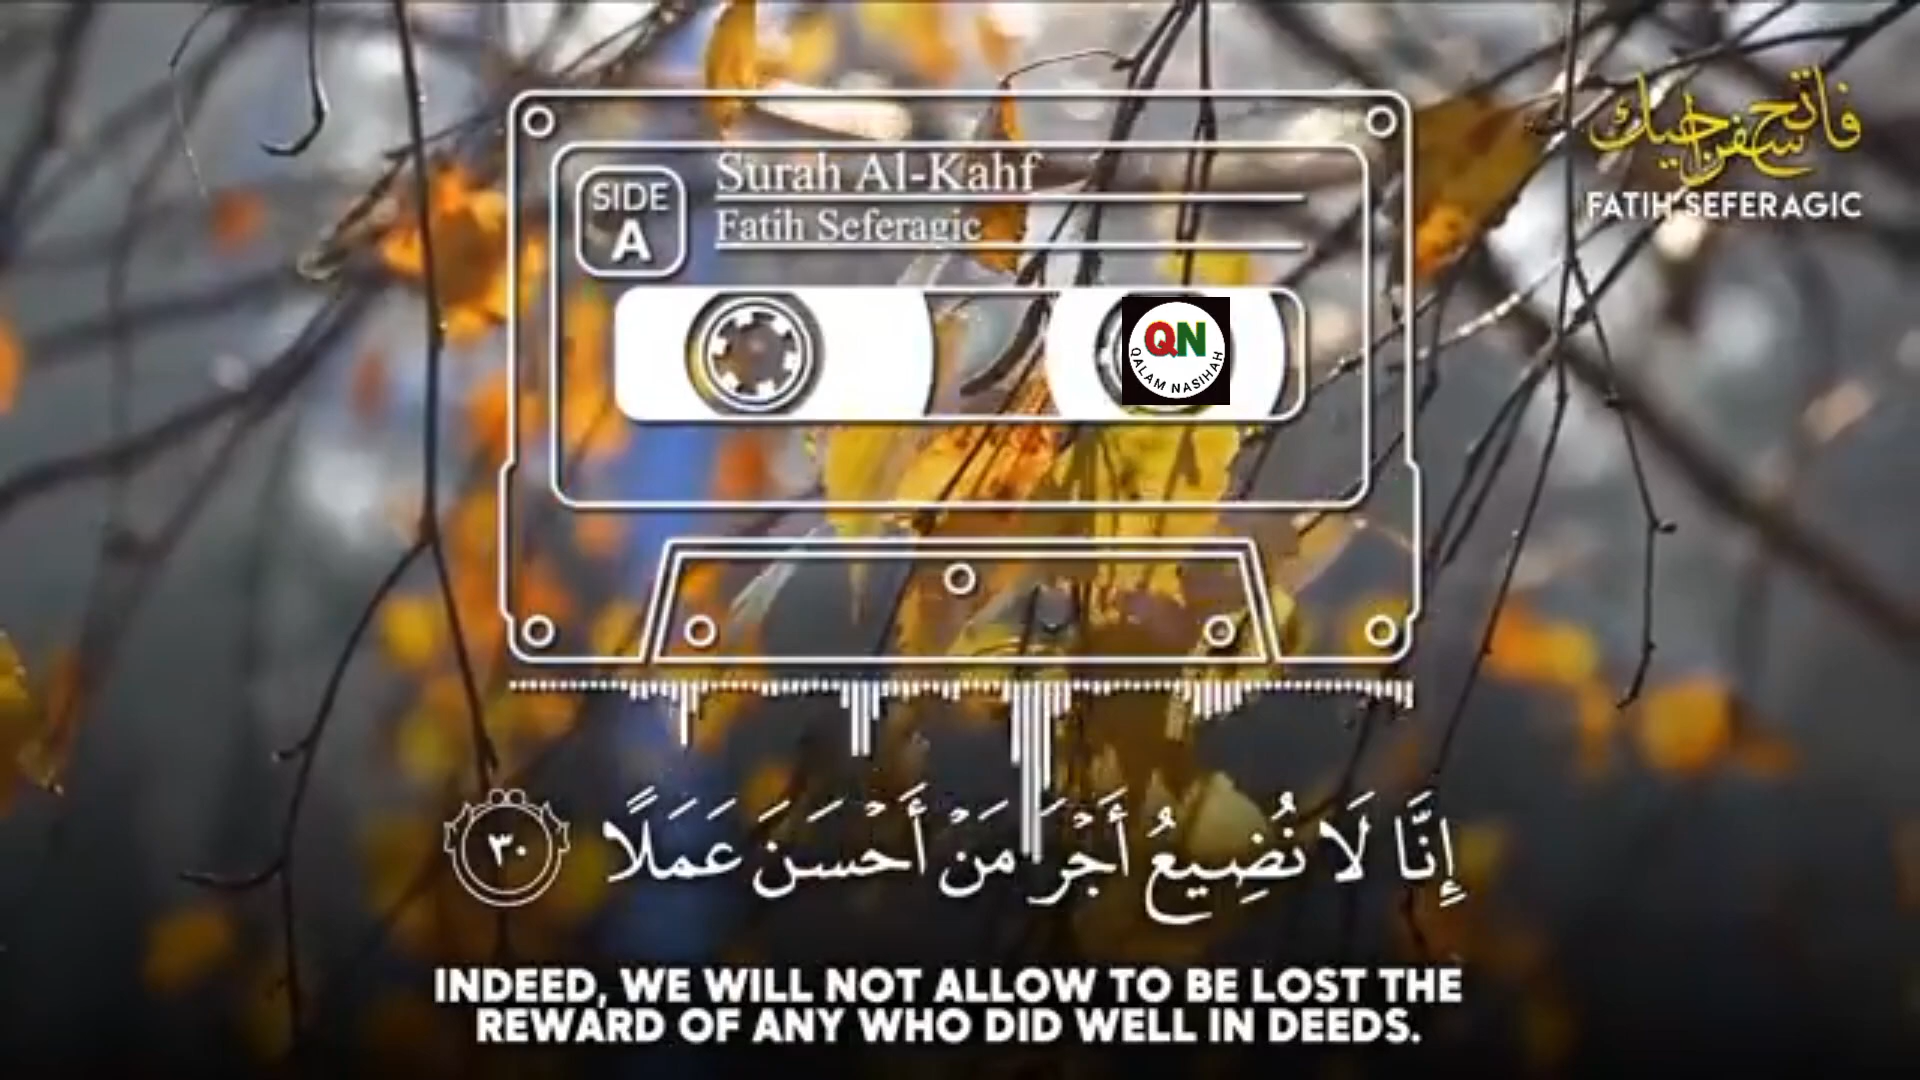 فاتح سفراجيك
FATIH SEFERAGIC
Surah Al-Kahf
SIDE
A
Fatih Seferagic
QN
QALAM NASIHAH
إِنَّا لَا نُضِيعُ أَجْرَ مَنْ أَحْسَنَ عَمَلًا ٣٠
INDEED, WE WILL NOT ALLOW TO BE LOST THE
REWARD OF ANY WHO DID WELL IN DEEDS.